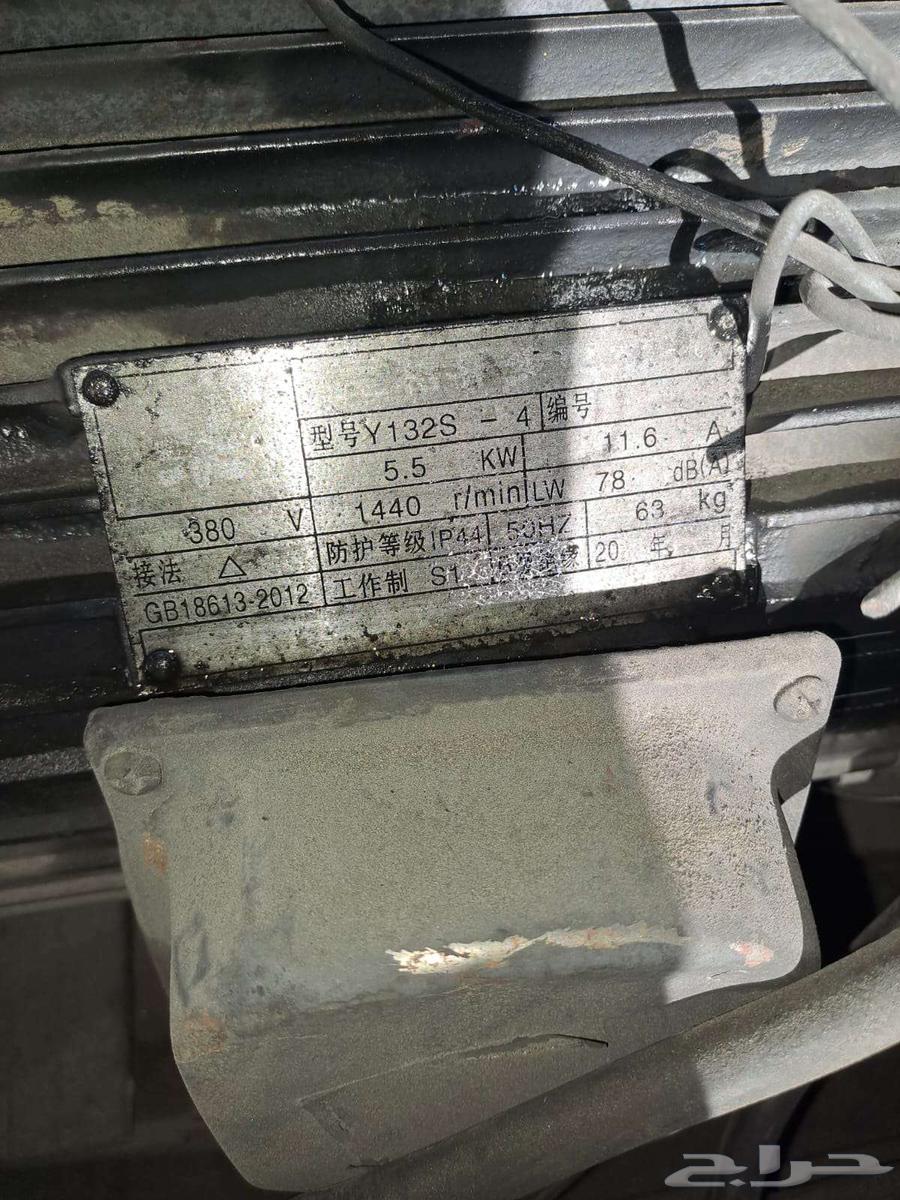 型号Y132S - 4 编号
5.5 KW 11.6 A
380 V 1440 r/min LW 78 dB(A)
接法 △ 防护等级IP44 50HZ 63 kg
GB18613-2012 工作制 S1 20 年 月
حراج